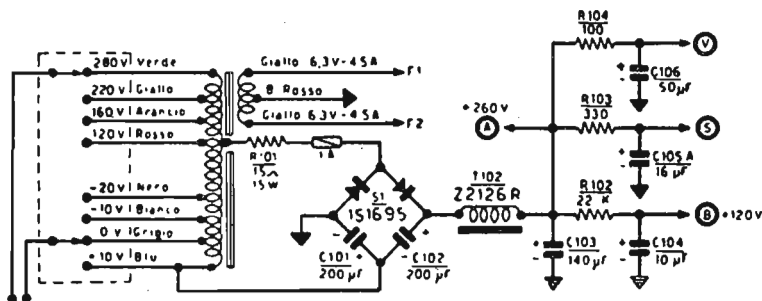 280V Verde
220V Giallo
160V Arancio
120V Rosso
-20V Nero
-10V Bianco
0V Grigio
+10V Blu
Giallo 6,3V-4.5A
F1
8 Rosso
Giallo 6,3V-4.5A
F2
R101
15Ω
15W
1A
S1
1S1695
C101
200µF
C102
200µF
T102
Z2126R
+260V
A
R104
100
V
C106
50µF
R103
330
S
C105A
16µF
R102
22 K
B
+120V
C103
140µF
C104
10µF
+
-
+
-
+
-
+
-
+
-
+
-